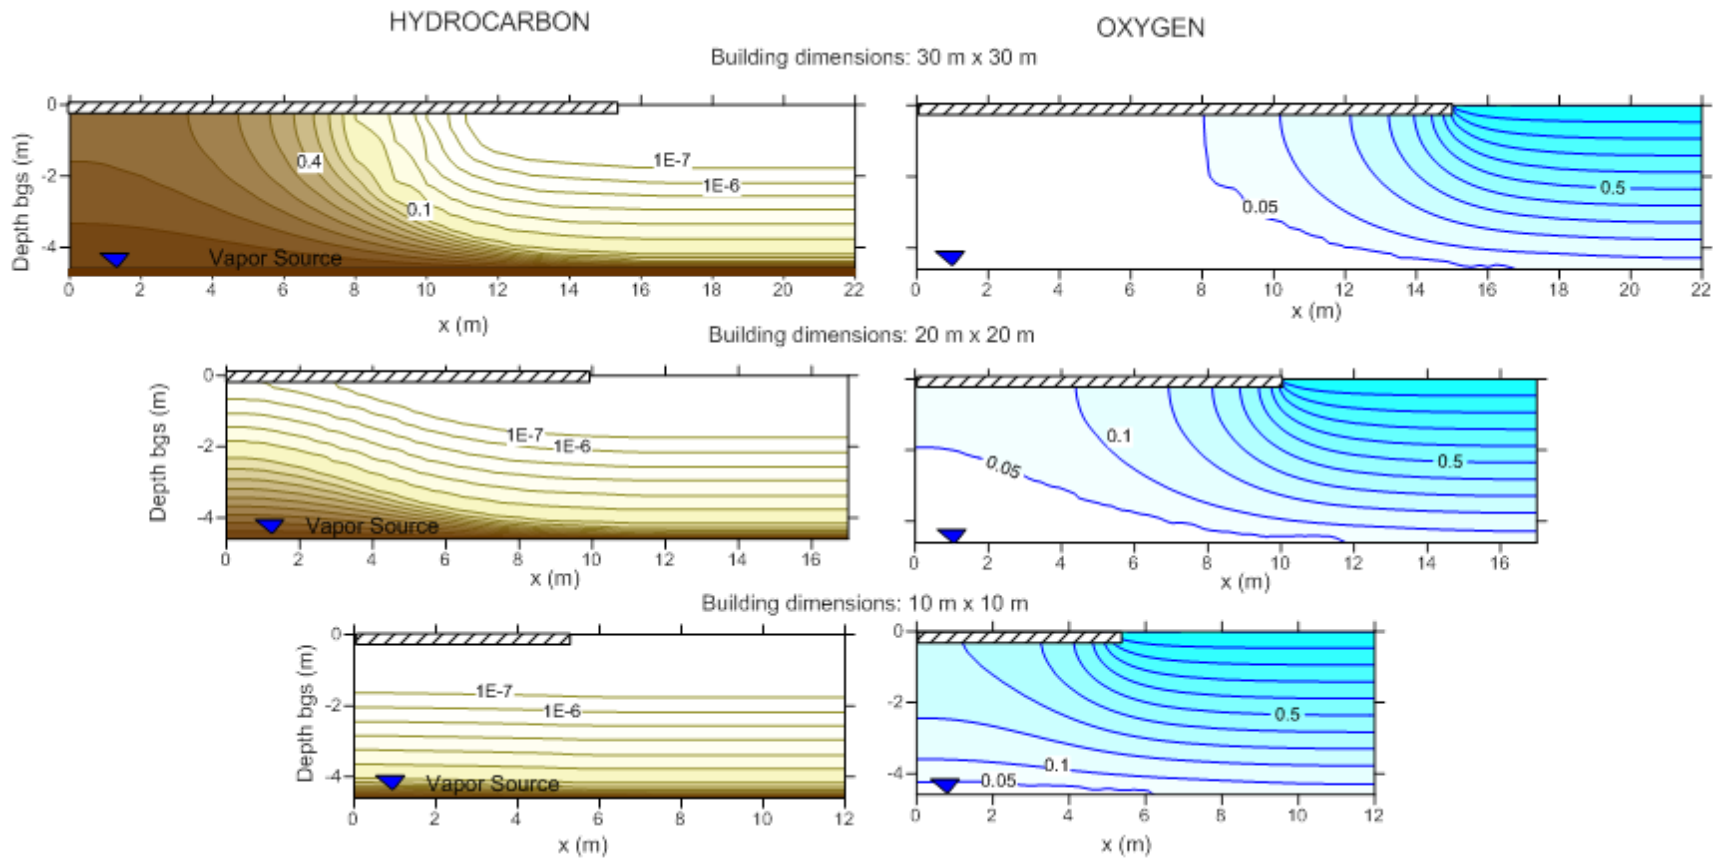 HYDROCARBON
OXYGEN
Building dimensions: 30 m x 30 m
0
-2
-4
Depth bgs (m)
0.4
0.1
1E-7
1E-6
Vapor Source
0 2 4 6 8 10 12 14 16 18 20 22
x (m)
0.5
0.05
0 2 4 6 8 10 12 14 16 18 20 22
x (m)
Building dimensions: 20 m x 20 m
0
-2
-4
Depth bgs (m)
1E-7
1E-6
Vapor Source
0 2 4 6 8 10 12 14 16
x (m)
0.1
0.05
0.5
0 2 4 6 8 10 12 14 16
x (m)
Building dimensions: 10 m x 10 m
0
-2
-4
Depth bgs (m)
1E-7
1E-6
Vapor Source
0 2 4 6 8 10 12
x (m)
0
-2
-4
0.5
0.1
0.05
0 2 4 6 8 10 12
x (m)